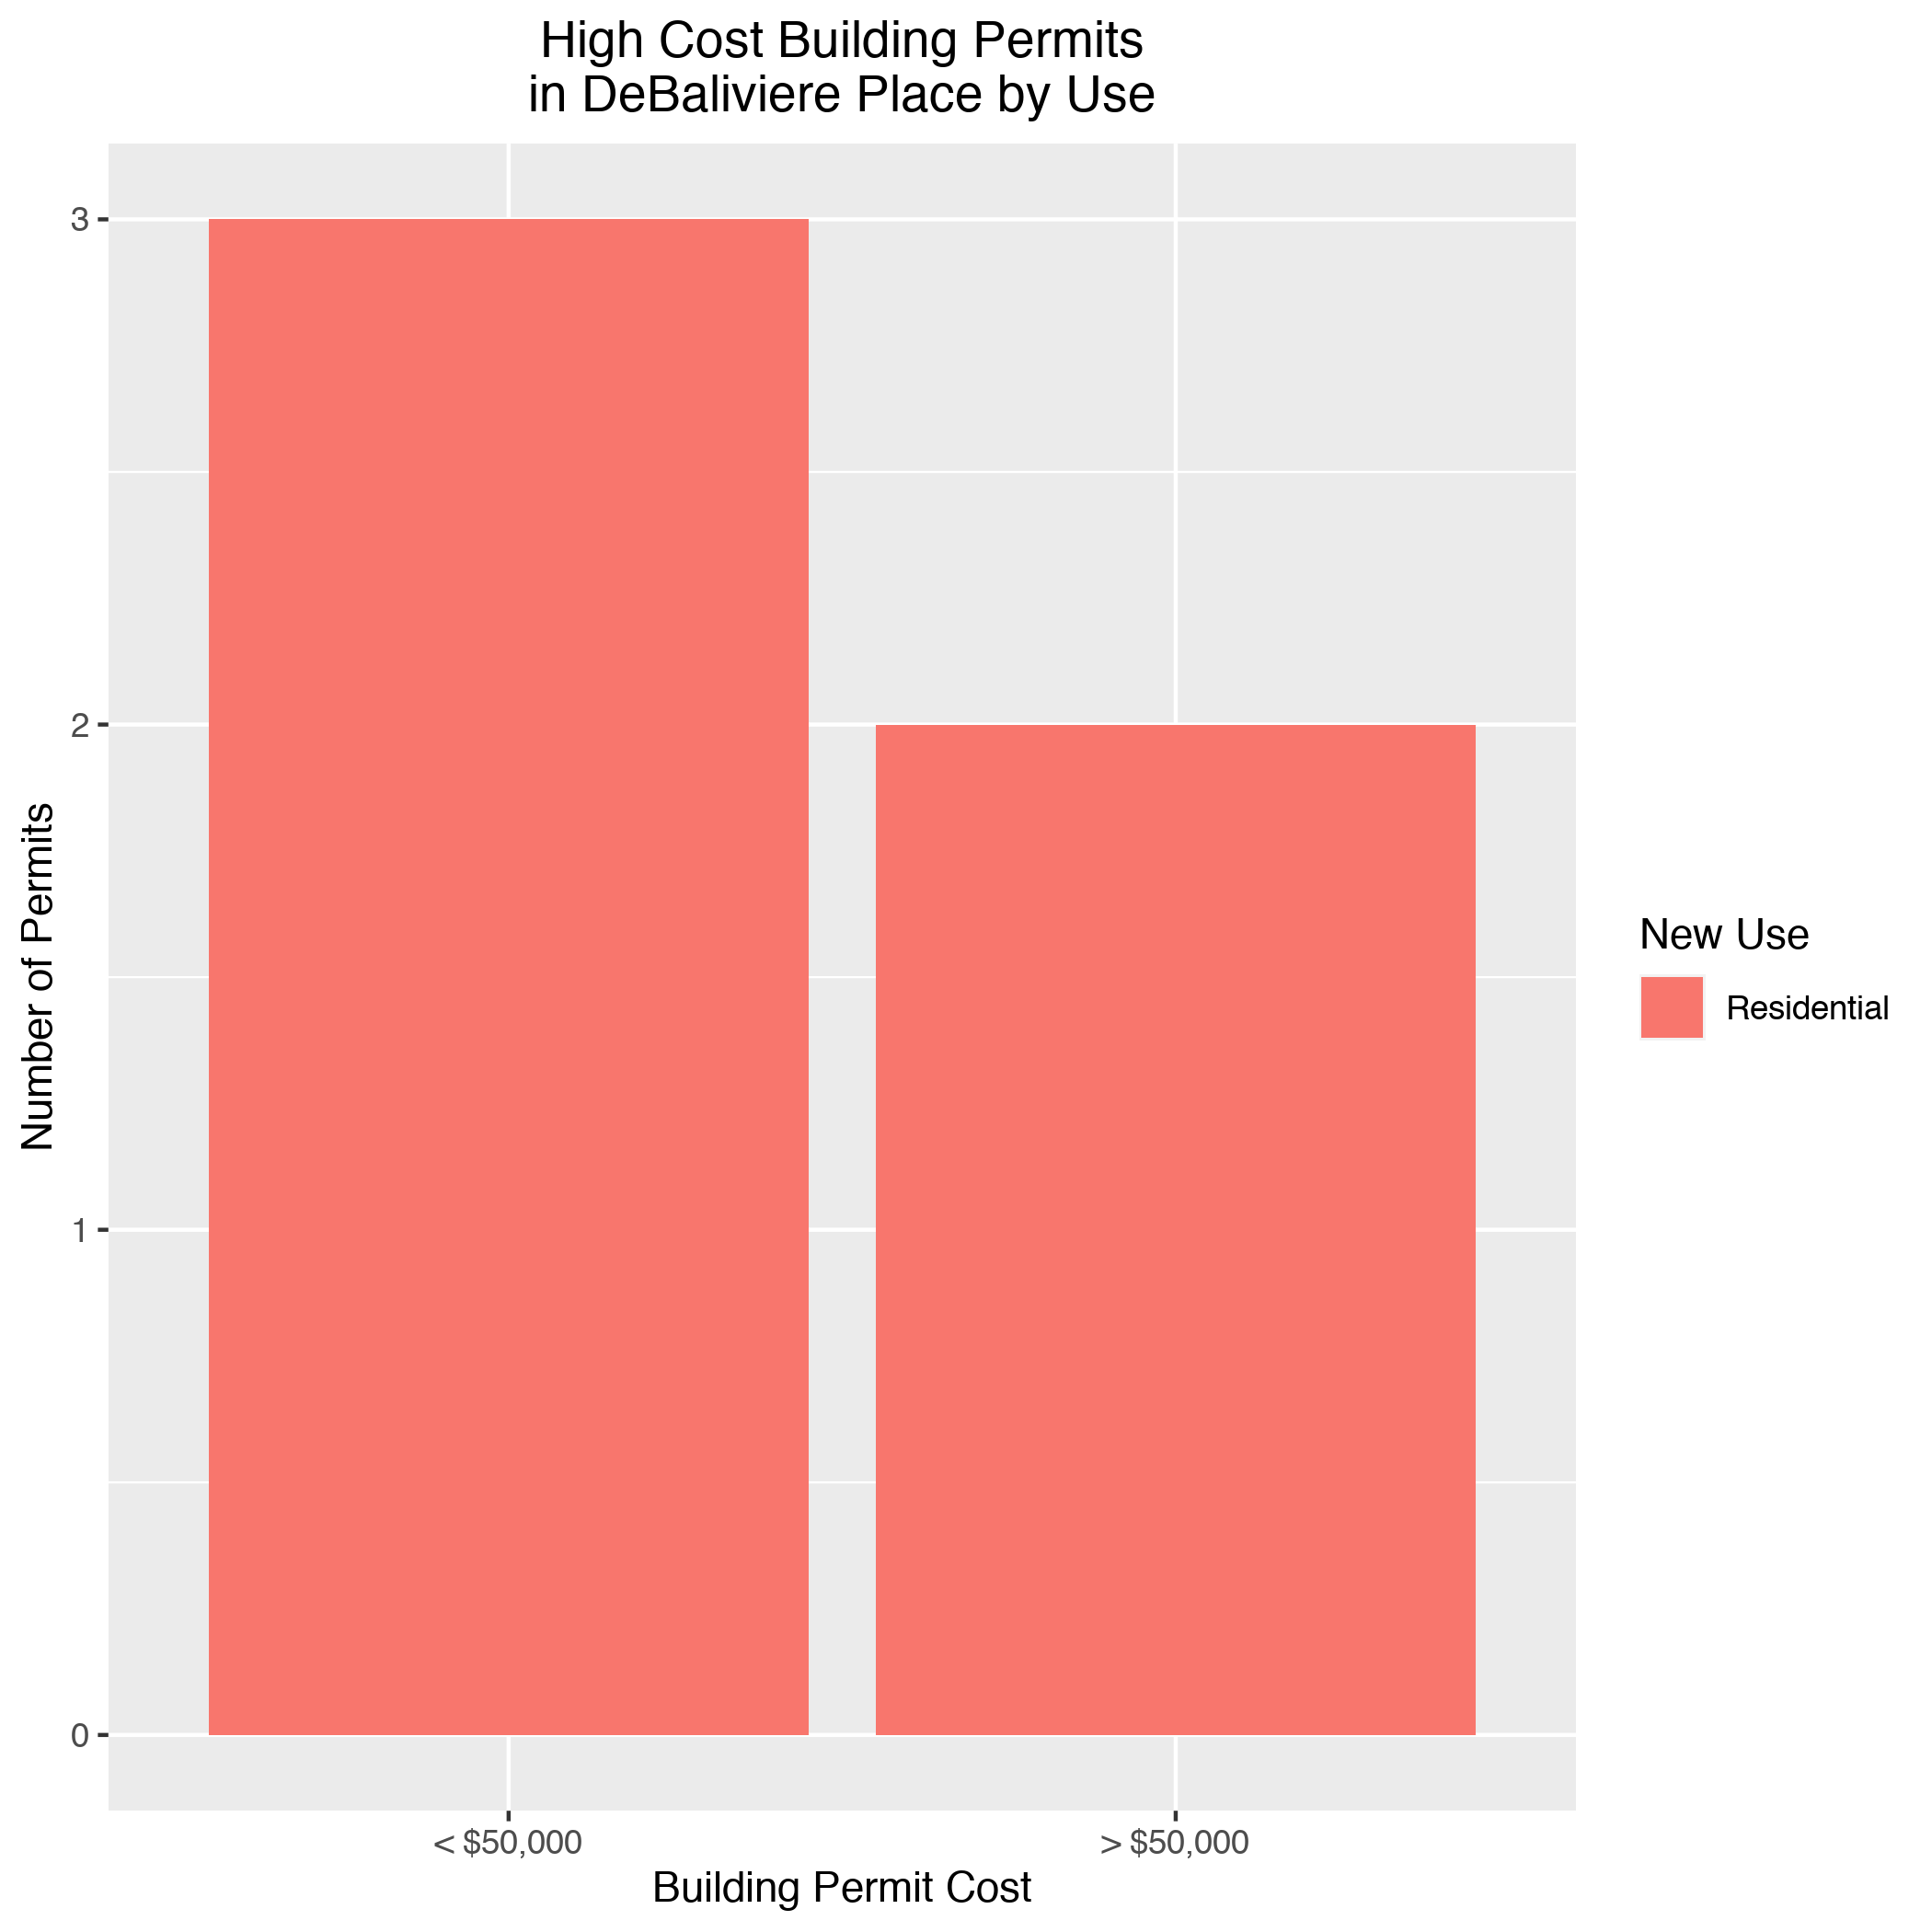 High Cost Building Permits
in DeBaliviere Place by Use
Number of Permits
3
2
1
0
< $50,000
> $50,000
Building Permit Cost
New Use
Residential